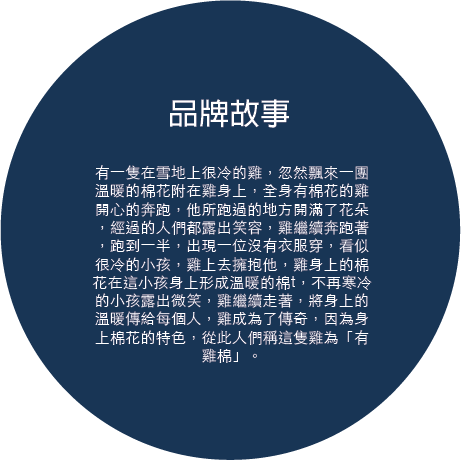 品牌故事
有一隻在雪地上很冷的雞，忽然飄來一團
溫暖的棉花附在雞身上，全身有棉花的雞
開心的奔跑，他所跑過的地方開滿了花朵
，經過的人們都露出笑容，雞繼續奔跑著
，跑到一半，出現一位沒有衣服穿，看似
很冷的小孩，雞上去擁抱他，雞身上的棉
花在這小孩身上形成溫暖的棉t，不再寒冷
的小孩露出微笑，雞繼續走著，將身上的
溫暖傳給每個人，雞成為了傳奇，因為身
上棉花的特色，從此人們稱這隻雞為「有
雞棉」。